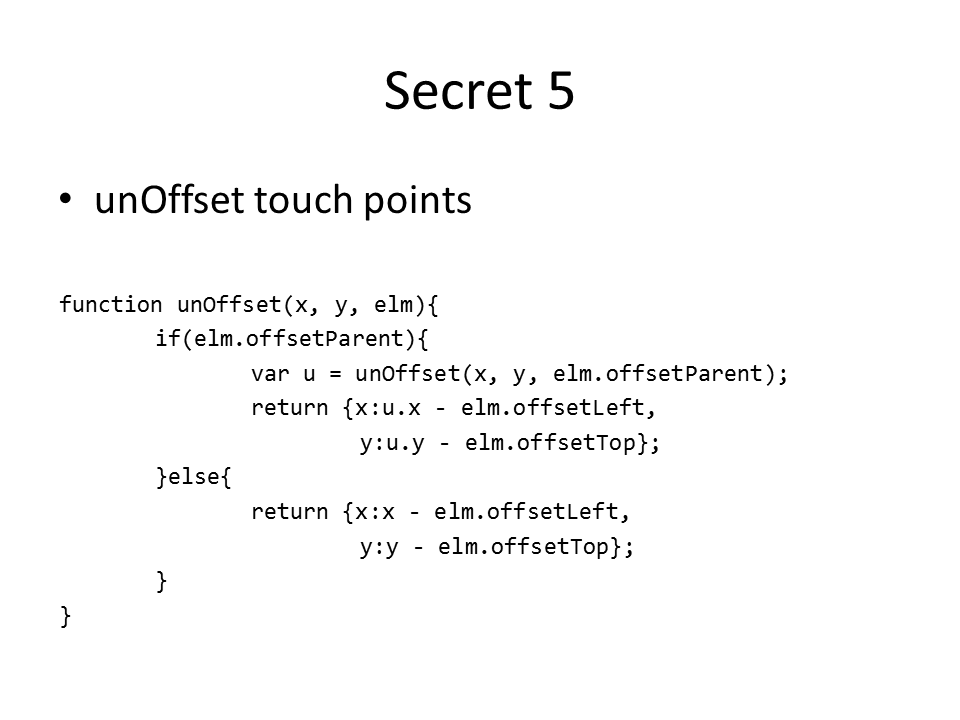 Secret 5
• unOffset touch points
function unOffset(x, y, elm){
if(elm.offsetParent){
var u = unOffset(x, y, elm.offsetParent);
return {x:u.x - elm.offsetLeft,
y:u.y - elm.offsetTop};
}else{
return {x:x - elm.offsetLeft,
y:y - elm.offsetTop};
}
}